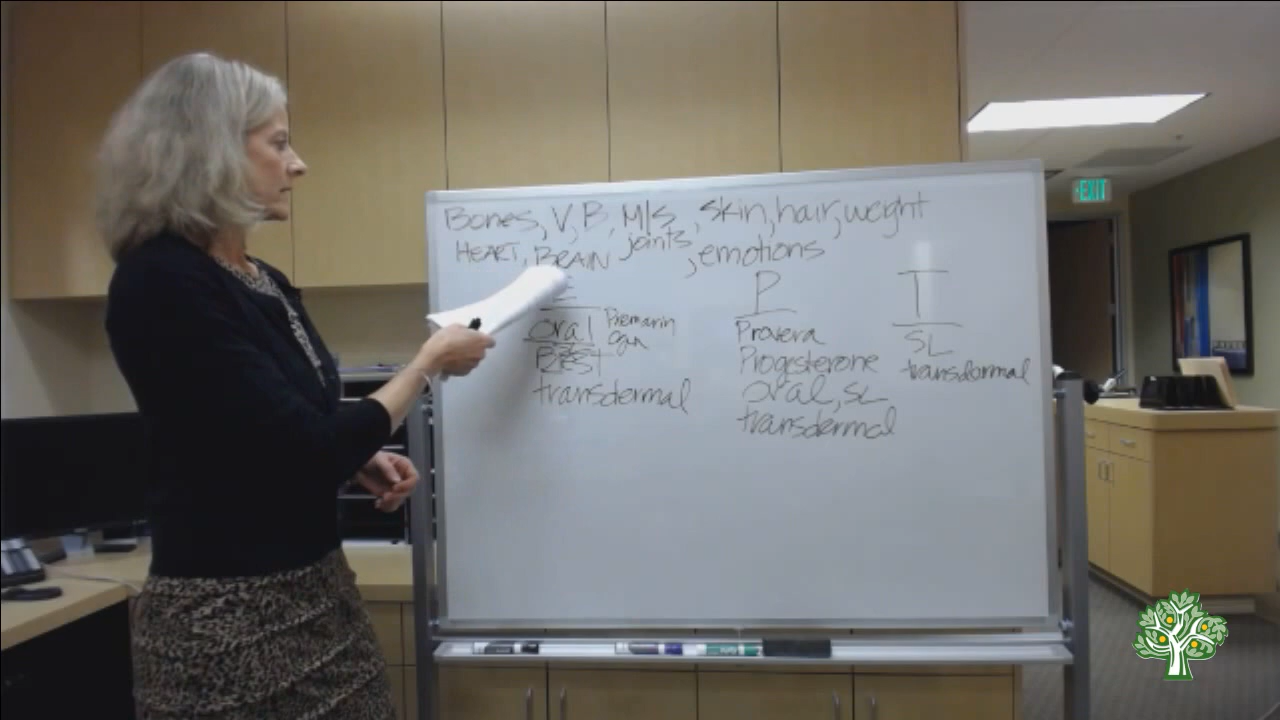 Bones, V, B, M/S, skin, hair, weight
HEART, BRAIN joints, emotions
P
Provera
Progesterone
oral, SL
transdermal
T
SL
transdermal
oral Premarin
BEST
transdermal
EXIT